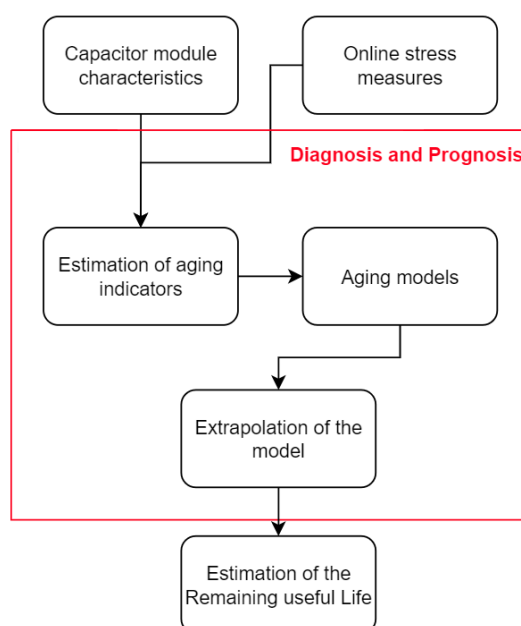 Capacitor module
characteristics
Online stress
measures
Diagnosis and Prognosis
Estimation of aging
indicators
Aging models
Extrapolation of the
model
Estimation of the
Remaining useful Life